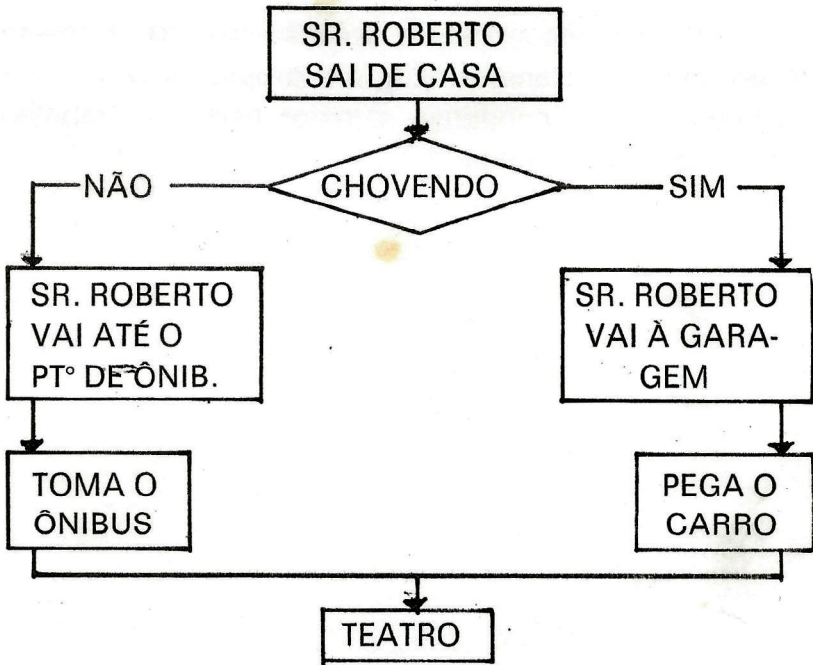 SR. ROBERTO
SAI DE CASA
NÃO
CHOVENDO
SIM
SR. ROBERTO
VAI ATÉ O
PT° DE ÔNIB.
SR. ROBERTO
VAI À GARA-
GEM
TOMA O
ÔNIBUS
PEGA O
CARRO
TEATRO